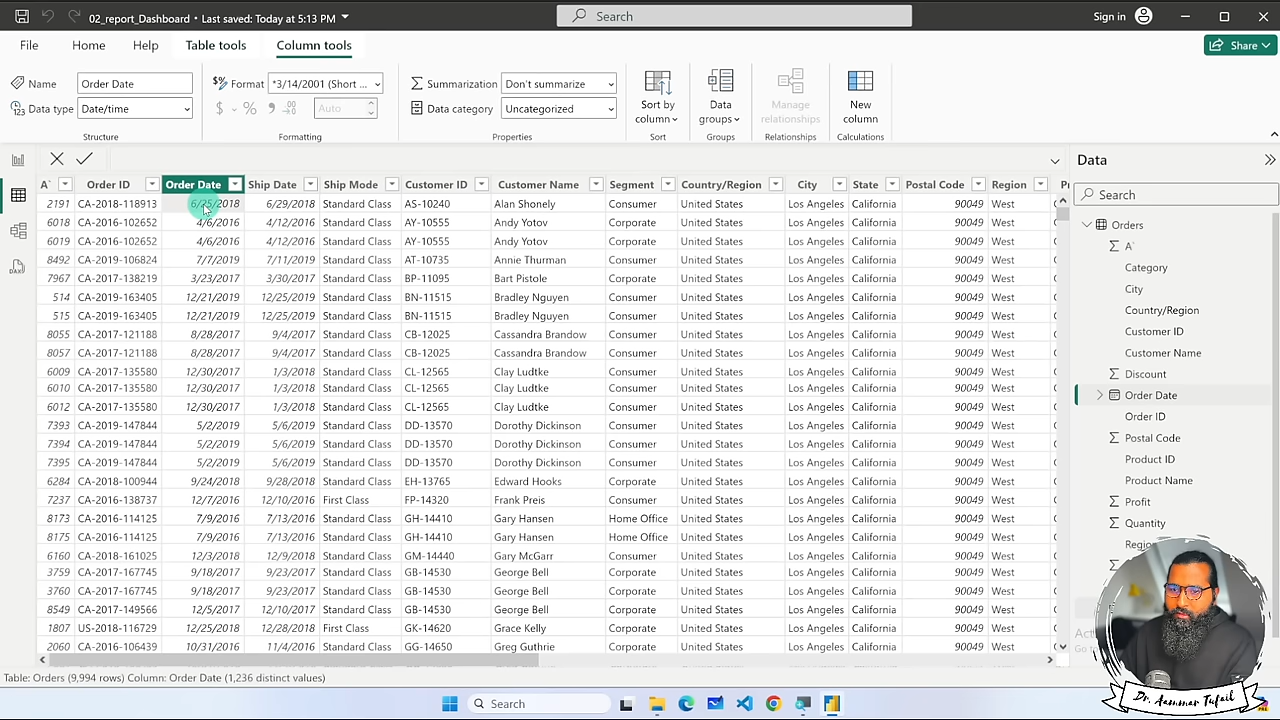 02_report_Dashboard • Last saved: Today at 5:13 PM
Search
Sign in
File Home Help Table tools Column tools
Share
Name Order Date
Format *3/14/2001 (Short ...
Summarization Don't summarize
Data type Date/time
$ % Auto
Data category Uncategorized
Sort by column
Data groups
Manage relationships
New column
Structure Formatting Properties Sort Groups Relationships Calculations
Data
Search
A` Order ID Order Date Ship Date Ship Mode Customer ID Customer Name Segment Country/Region City State Postal Code Region
2191 CA-2018-118913 6/29/2018 Standard Class AS-10240 Alan Shonely Consumer United States Los Angeles California 90049 West
6018 CA-2016-102652 4/6/2016 4/12/2016 Standard Class AY-10555 Andy Yotov Corporate United States Los Angeles California 90049 West
6019 CA-2016-102652 4/6/2016 4/12/2016 Standard Class AY-10555 Andy Yotov Corporate United States Los Angeles California 90049 West
8492 CA-2019-106824 7/7/2019 7/11/2019 Standard Class AT-10735 Annie Thurman Consumer United States Los Angeles California 90049 West
7967 CA-2017-138219 3/23/2017 3/30/2017 Standard Class BP-11095 Bart Pistole Corporate United States Los Angeles California 90049 West
514 CA-2019-163405 12/21/2019 12/25/2019 Standard Class BN-11515 Bradley Nguyen Consumer United States Los Angeles California 90049 West
515 CA-2019-163405 12/21/2019 12/25/2019 Standard Class BN-11515 Bradley Nguyen Consumer United States Los Angeles California 90049 West
8055 CA-2017-121188 8/28/2017 9/4/2017 Standard Class CB-12025 Cassandra Brandow Consumer United States Los Angeles California 90049 West
8057 CA-2017-121188 8/28/2017 9/4/2017 Standard Class CB-12025 Cassandra Brandow Consumer United States Los Angeles California 90049 West
6009 CA-2017-135580 12/30/2017 1/3/2018 Standard Class CL-12565 Clay Ludtke Consumer United States Los Angeles California 90049 West
6010 CA-2017-135580 12/30/2017 1/3/2018 Standard Class CL-12565 Clay Ludtke Consumer United States Los Angeles California 90049 West
6012 CA-2017-135580 12/30/2017 1/3/2018 Standard Class CL-12565 Clay Ludtke Consumer United States Los Angeles California 90049 West
7393 CA-2019-147844 5/2/2019 5/6/2019 Standard Class DD-13570 Dorothy Dickinson Consumer United States Los Angeles California 90049 West
7394 CA-2019-147844 5/2/2019 5/6/2019 Standard Class DD-13570 Dorothy Dickinson Consumer United States Los Angeles California 90049 West
7395 CA-2019-147844 5/2/2019 5/6/2019 Standard Class DD-13570 Dorothy Dickinson Consumer United States Los Angeles California 90049 West
6284 CA-2018-100944 9/24/2018 9/28/2018 Standard Class EH-13765 Edward Hooks Corporate United States Los Angeles California 90049 West
7237 CA-2016-138737 12/7/2016 12/10/2016 First Class FP-14320 Frank Preis Consumer United States Los Angeles California 90049 West
8173 CA-2016-114125 7/9/2016 7/13/2016 Standard Class GH-14410 Gary Hansen Home Office United States Los Angeles California 90049 West
8175 CA-2016-114125 7/9/2016 7/13/2016 Standard Class GH-14410 Gary Hansen Home Office United States Los Angeles California 90049 West
6160 CA-2018-161025 12/3/2018 12/9/2018 Standard Class GM-14440 Gary McGarr Consumer United States Los Angeles California 90049 West
3759 CA-2017-167745 9/18/2017 9/23/2017 Standard Class GB-14530 George Bell Corporate United States Los Angeles California 90049 West
3760 CA-2017-167745 9/18/2017 9/23/2017 Standard Class GB-14530 George Bell Corporate United States Los Angeles California 90049 West
8549 CA-2017-149566 12/5/2017 12/10/2017 Standard Class GB-14530 George Bell Corporate United States Los Angeles California 90049 West
1807 US-2018-116729 12/25/2018 12/28/2018 First Class GK-14620 Grace Kelly Corporate United States Los Angeles California 90049 West
2060 CA-2016-106439 10/31/2016 11/4/2016 Standard Class GG-14650 Greg Guthrie Corporate United States Los Angeles California 90049 West
Orders
A`
Category
City
Country/Region
Customer ID
Customer Name
Discount
Order Date
Order ID
Postal Code
Product ID
Product Name
Profit
Quantity
Table: Orders (9,994 rows) Column: Order Date (1,236 distinct values)
Search
Dr. Aammar Tufail